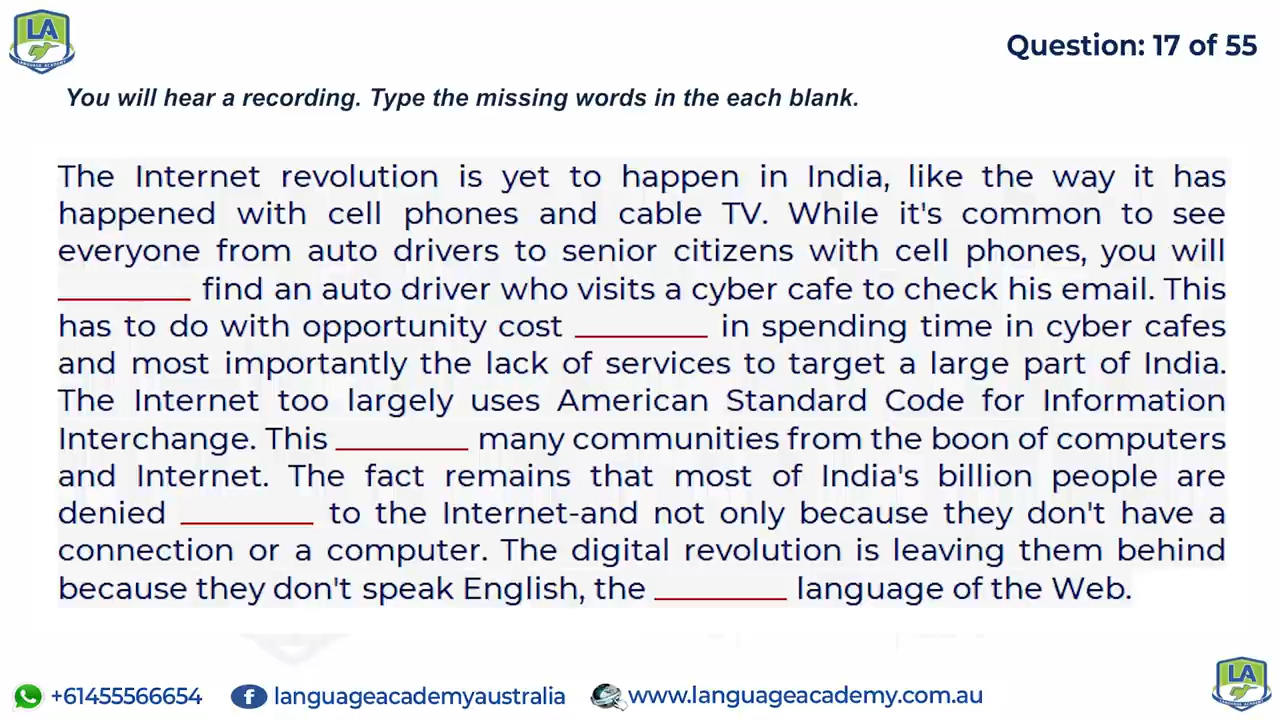 LA
LANGUAGE ACADEMY
Question: 17 of 55
You will hear a recording. Type the missing words in the each blank.
The Internet revolution is yet to happen in India, like the way it has
happened with cell phones and cable TV. While it's common to see
everyone from auto drivers to senior citizens with cell phones, you will
_________ find an auto driver who visits a cyber cafe to check his email. This
has to do with opportunity cost _________ in spending time in cyber cafes
and most importantly the lack of services to target a large part of India.
The Internet too largely uses American Standard Code for Information
Interchange. This _________ many communities from the boon of computers
and Internet. The fact remains that most of India's billion people are
denied _________ to the Internet-and not only because they don't have a
connection or a computer. The digital revolution is leaving them behind
because they don't speak English, the _________ language of the Web.
+61455566654 languageacademyaustralia www.languageacademy.com.au
LA
LANGUAGE ACADEMY